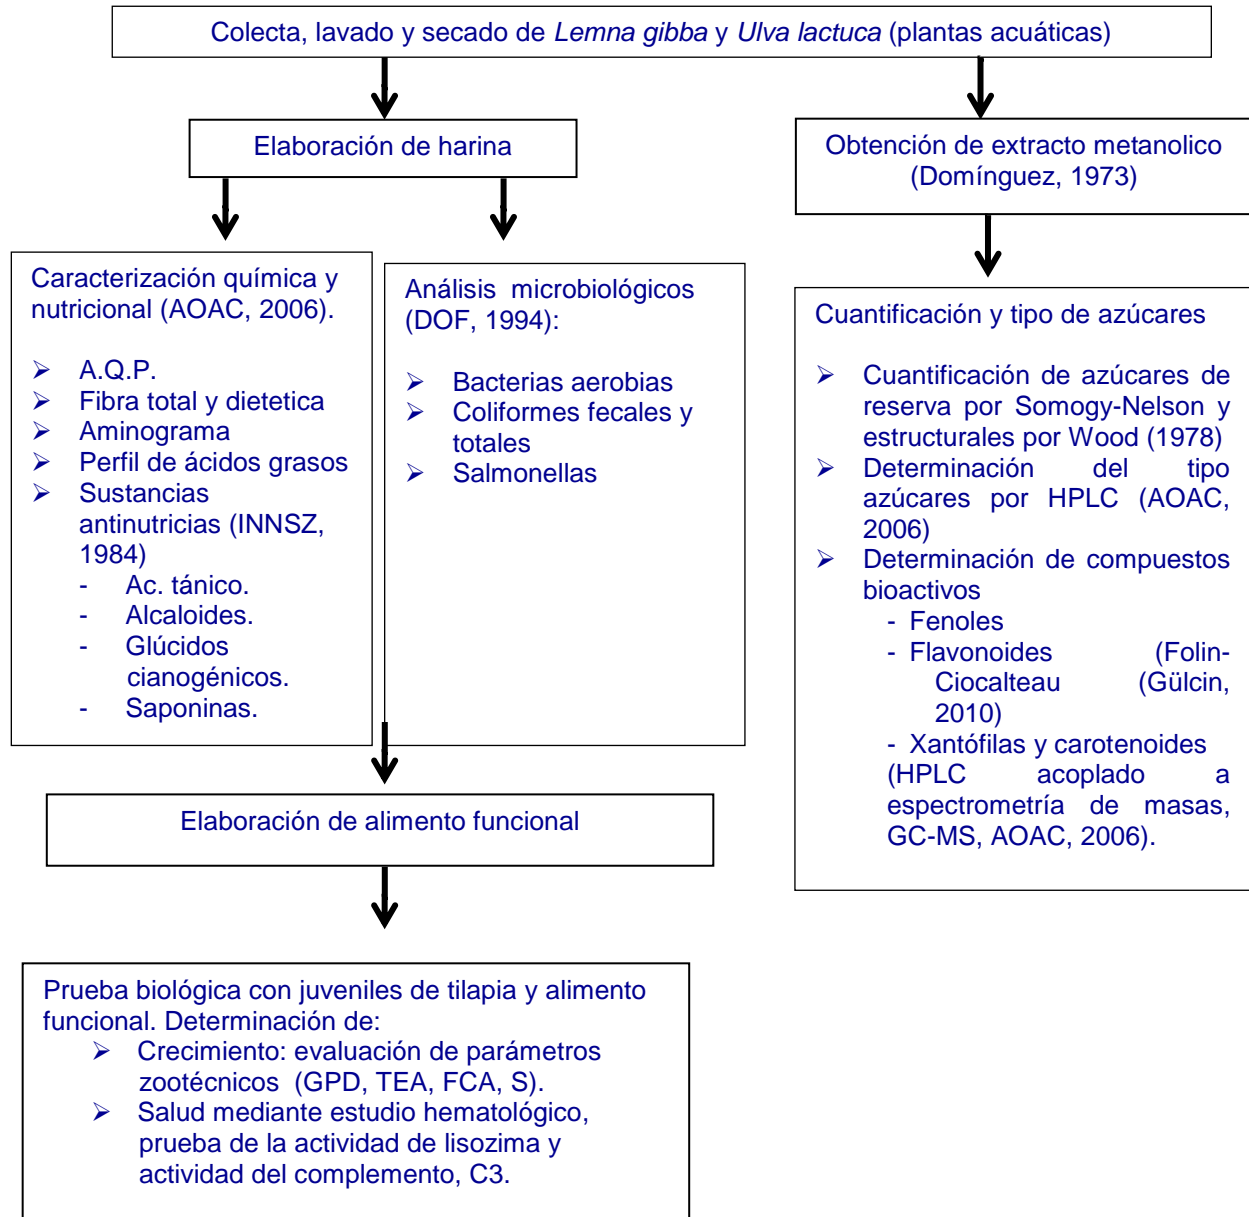 Colecta, lavado y secado de Lemna gibba y Ulva lactuca (plantas acuáticas)
Elaboración de harina
Obtención de extracto metanolico
(Domínguez, 1973)
Caracterización química y
nutricional (AOAC, 2006).
➢ A.Q.P.
➢ Fibra total y dietetica
➢ Aminograma
➢ Perfil de ácidos grasos
➢ Sustancias
antinutricias (INNSZ,
1984)
- Ac. tánico.
- Alcaloides.
- Glúcidos
cianogénicos.
- Saponinas.
Análisis microbiológicos
(DOF, 1994):
➢ Bacterias aerobias
➢ Coliformes fecales y
totales
➢ Salmonellas
Cuantificación y tipo de azúcares
➢ Cuantificación de azúcares de
reserva por Somogy-Nelson y
estructurales por Wood (1978)
➢ Determinación del tipo
azúcares por HPLC (AOAC,
2006)
➢ Determinación de compuestos
bioactivos
- Fenoles
- Flavonoides (Folin-
Ciocalteau (Gülcin,
2010)
- Xantófilas y carotenoides
(HPLC acoplado a
espectrometría de masas,
GC-MS, AOAC, 2006).
Elaboración de alimento funcional
Prueba biológica con juveniles de tilapia y alimento
funcional. Determinación de:
➢ Crecimiento: evaluación de parámetros
zootécnicos (GPD, TEA, FCA, S).
➢ Salud mediante estudio hematológico,
prueba de la actividad de lisozima y
actividad del complemento, C3.